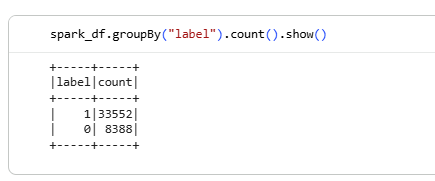 spark_df.groupBy("label").count().show()
+-----+-----+
|label|count|
+-----+-----+
|    1|33552|
|    0| 8388|
+-----+-----+